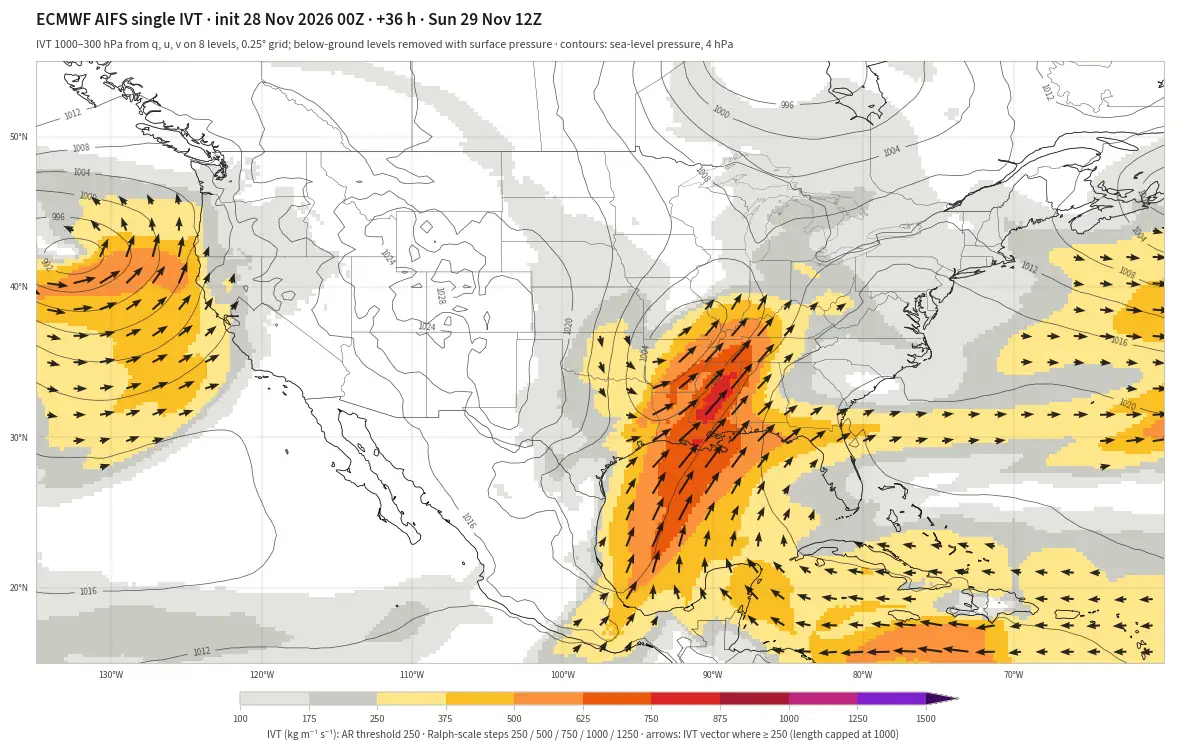 ECMWF AIFS single IVT · init 28 Nov 2026 00Z · +36 h · Sun 29 Nov 12Z
IVT 1000–300 hPa from q, u, v on 8 levels, 0.25° grid; below-ground levels removed with surface pressure · contours: sea-level pressure, 4 hPa
1012
1008
1004
1000
996
992
996
1000
1004
1008
1012
1004
1008
1012
1016
1020
1024
1028
1024
1020
1004
1016
1016
1012
50°N
40°N
30°N
20°N
130°W 120°W 110°W 100°W 90°W 80°W 70°W
100 175 250 375 500 625 750 875 1000 1250 1500
IVT (kg m⁻¹ s⁻¹): AR threshold 250 · Ralph-scale steps 250 / 500 / 750 / 1000 / 1250 · arrows: IVT vector where ≥ 250 (length capped at 1000)